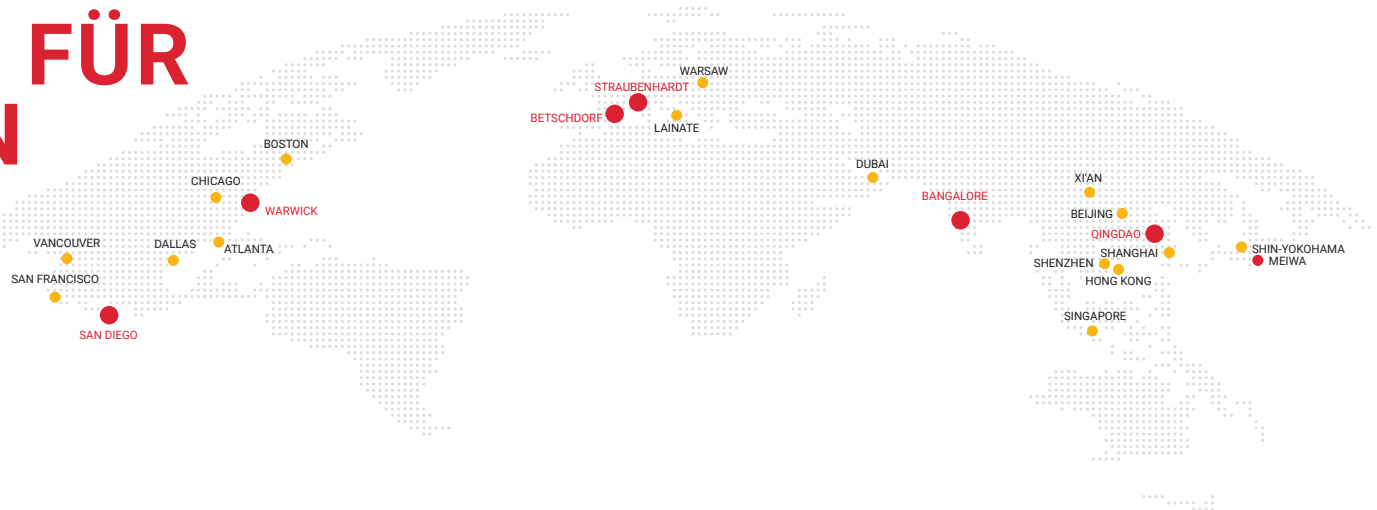 FÜR
N
WARSAW
STRAUBENHARDT
BETSCHDORF
LAINATE
BOSTON
DUBAI
CHICAGO
XI'AN
BANGALORE
WARWICK
BEIJING
QINGDAO
VANCOUVER
DALLAS
ATLANTA
SHANGHAI
SHIN-YOKOHAMA
SHENZHEN
MEIWA
SAN FRANCISCO
HONG KONG
SINGAPORE
SAN DIEGO